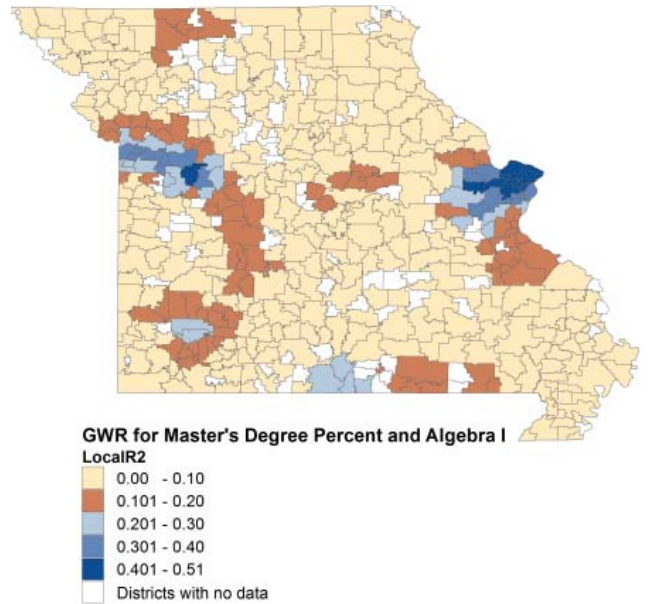 GWR for Master's Degree Percent and Algebra I
LocalR2
0.00 - 0.10
0.101 - 0.20
0.201 - 0.30
0.301 - 0.40
0.401 - 0.51
Districts with no data